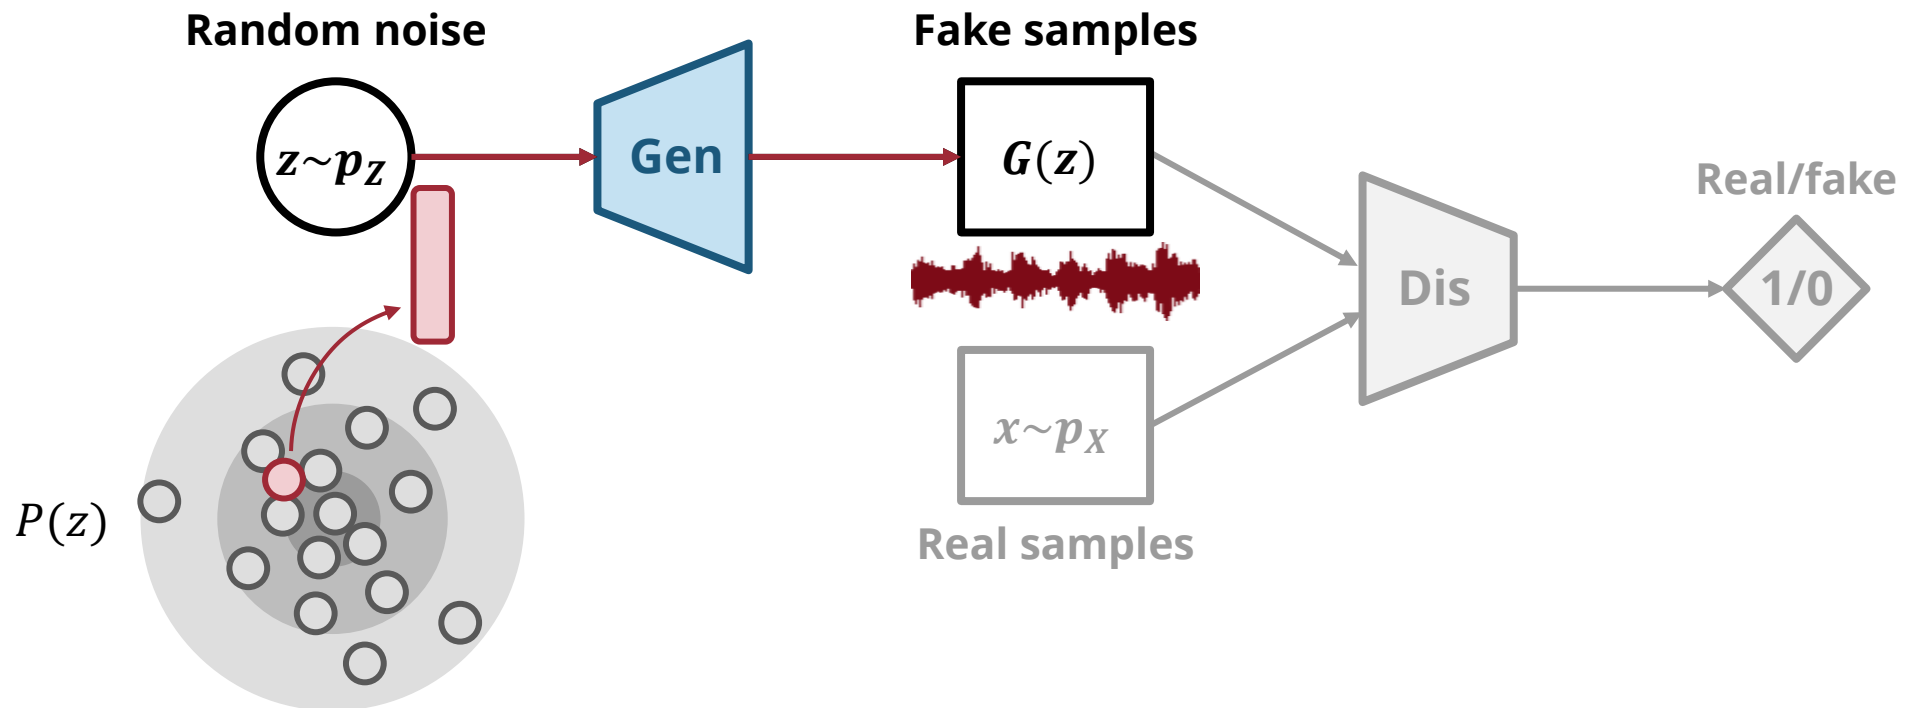 Random noise
Fake samples
z~p_Z
Gen
G(z)
Real/fake
Dis
1/0
x~p_X
P(z)
Real samples